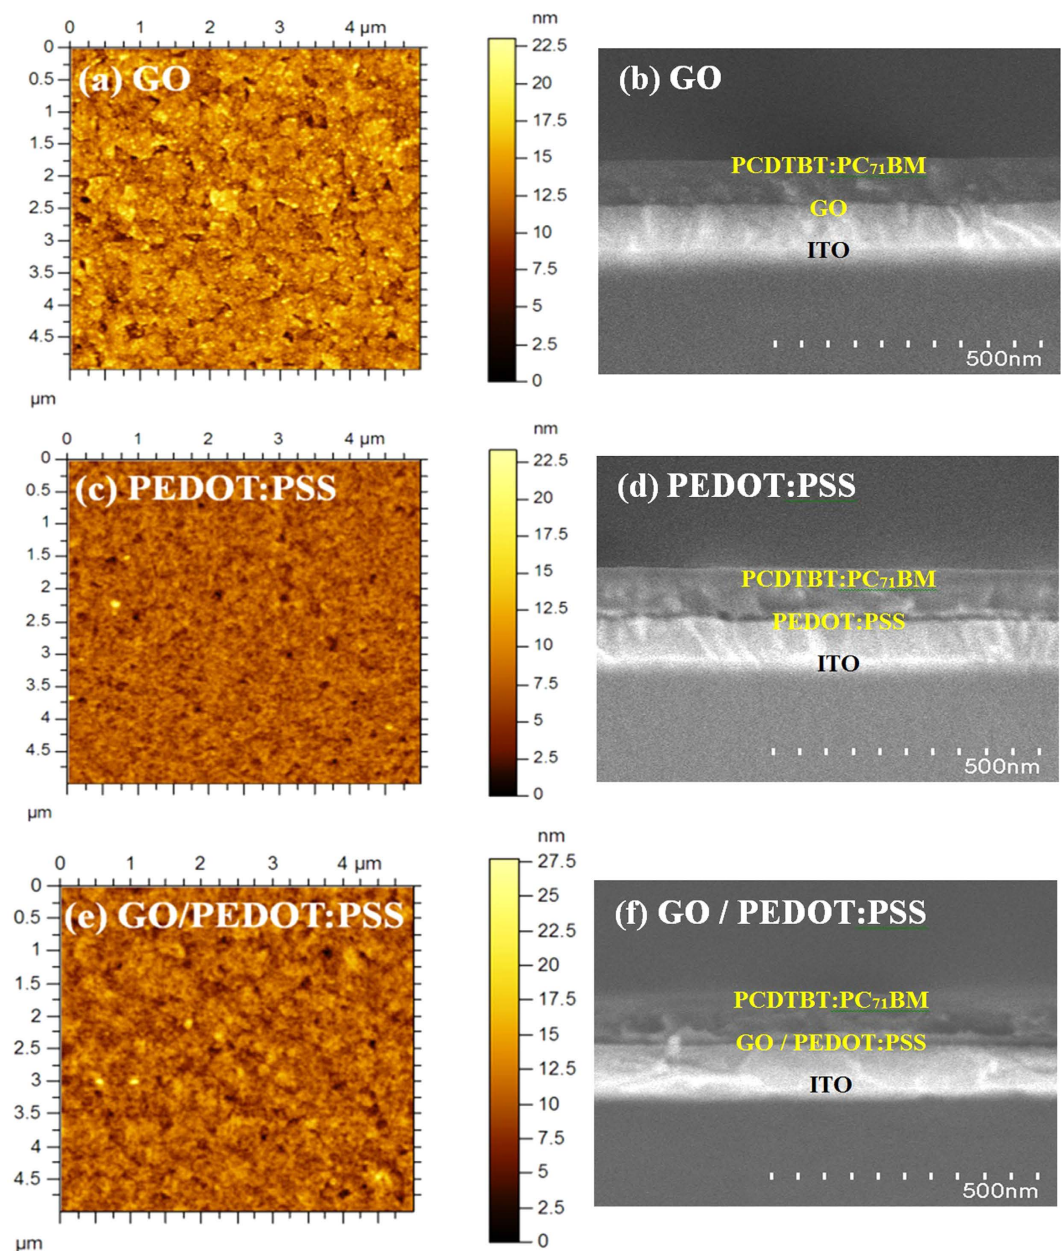 0 1 2 3 4 µm
0
0.5
1
1.5
2
2.5
3
3.5
4
4.5
µm
(a) GO
nm
22.5
20
17.5
15
12.5
10
7.5
5
2.5
0
(b) GO
PCDTBT:PC₇₁BM
GO
ITO
500nm
0 1 2 3 4 µm
0
0.5
1
1.5
2
2.5
3
3.5
4
4.5
µm
(c) PEDOT:PSS
nm
22.5
20
17.5
15
12.5
10
7.5
5
2.5
0
(d) PEDOT:PSS
PCDTBT:PC₇₁BM
PEDOT:PSS
ITO
500nm
0 1 2 3 4 µm
0
0.5
1
1.5
2
2.5
3
3.5
4
4.5
µm
(e) GO/PEDOT:PSS
nm
27.5
25
22.5
20
17.5
15
12.5
10
7.5
5
2.5
0
(f) GO / PEDOT:PSS
PCDTBT:PC₇₁BM
GO / PEDOT:PSS
ITO
500nm